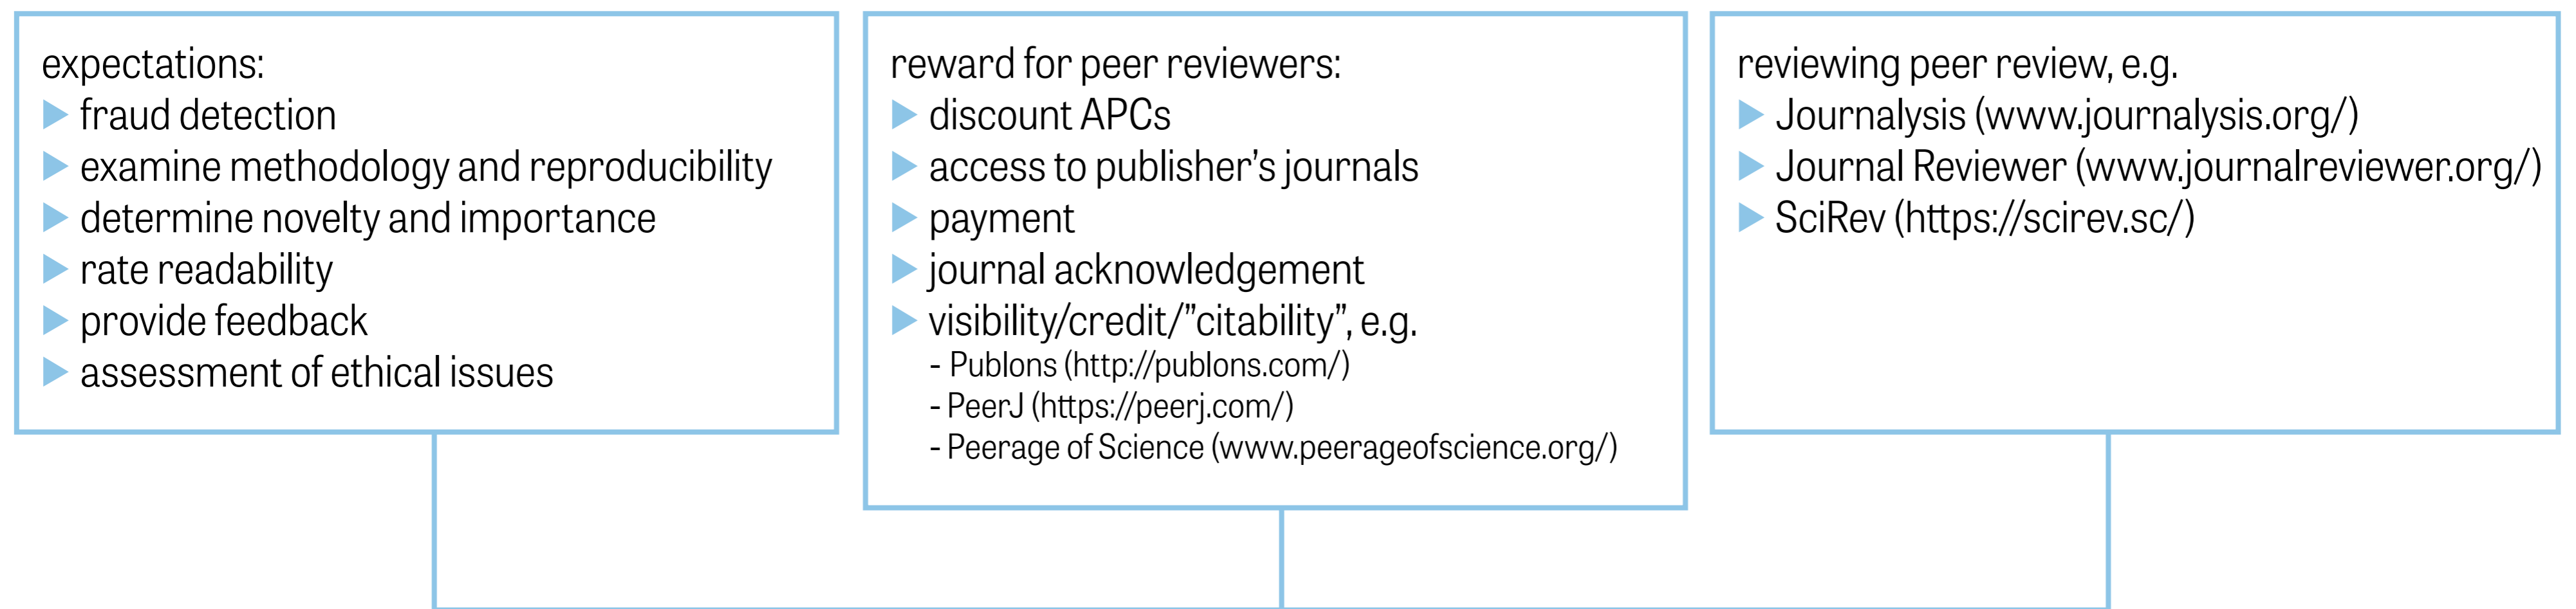 expectations:
▶ fraud detection
▶ examine methodology and reproducibility
▶ determine novelty and importance
▶ rate readability
▶ provide feedback
▶ assessment of ethical issues
reward for peer reviewers:
▶ discount APCs
▶ access to publisher’s journals
▶ payment
▶ journal acknowledgement
▶ visibility/credit/”citability”, e.g.
- Publons (http://publons.com/)
- PeerJ (https://peerj.com/)
- Peerage of Science (www.peerageofscience.org/)
reviewing peer review, e.g.
▶ Journalysis (www.journalysis.org/)
▶ Journal Reviewer (www.journalreviewer.org/)
▶ SciRev (https://scirev.sc/)